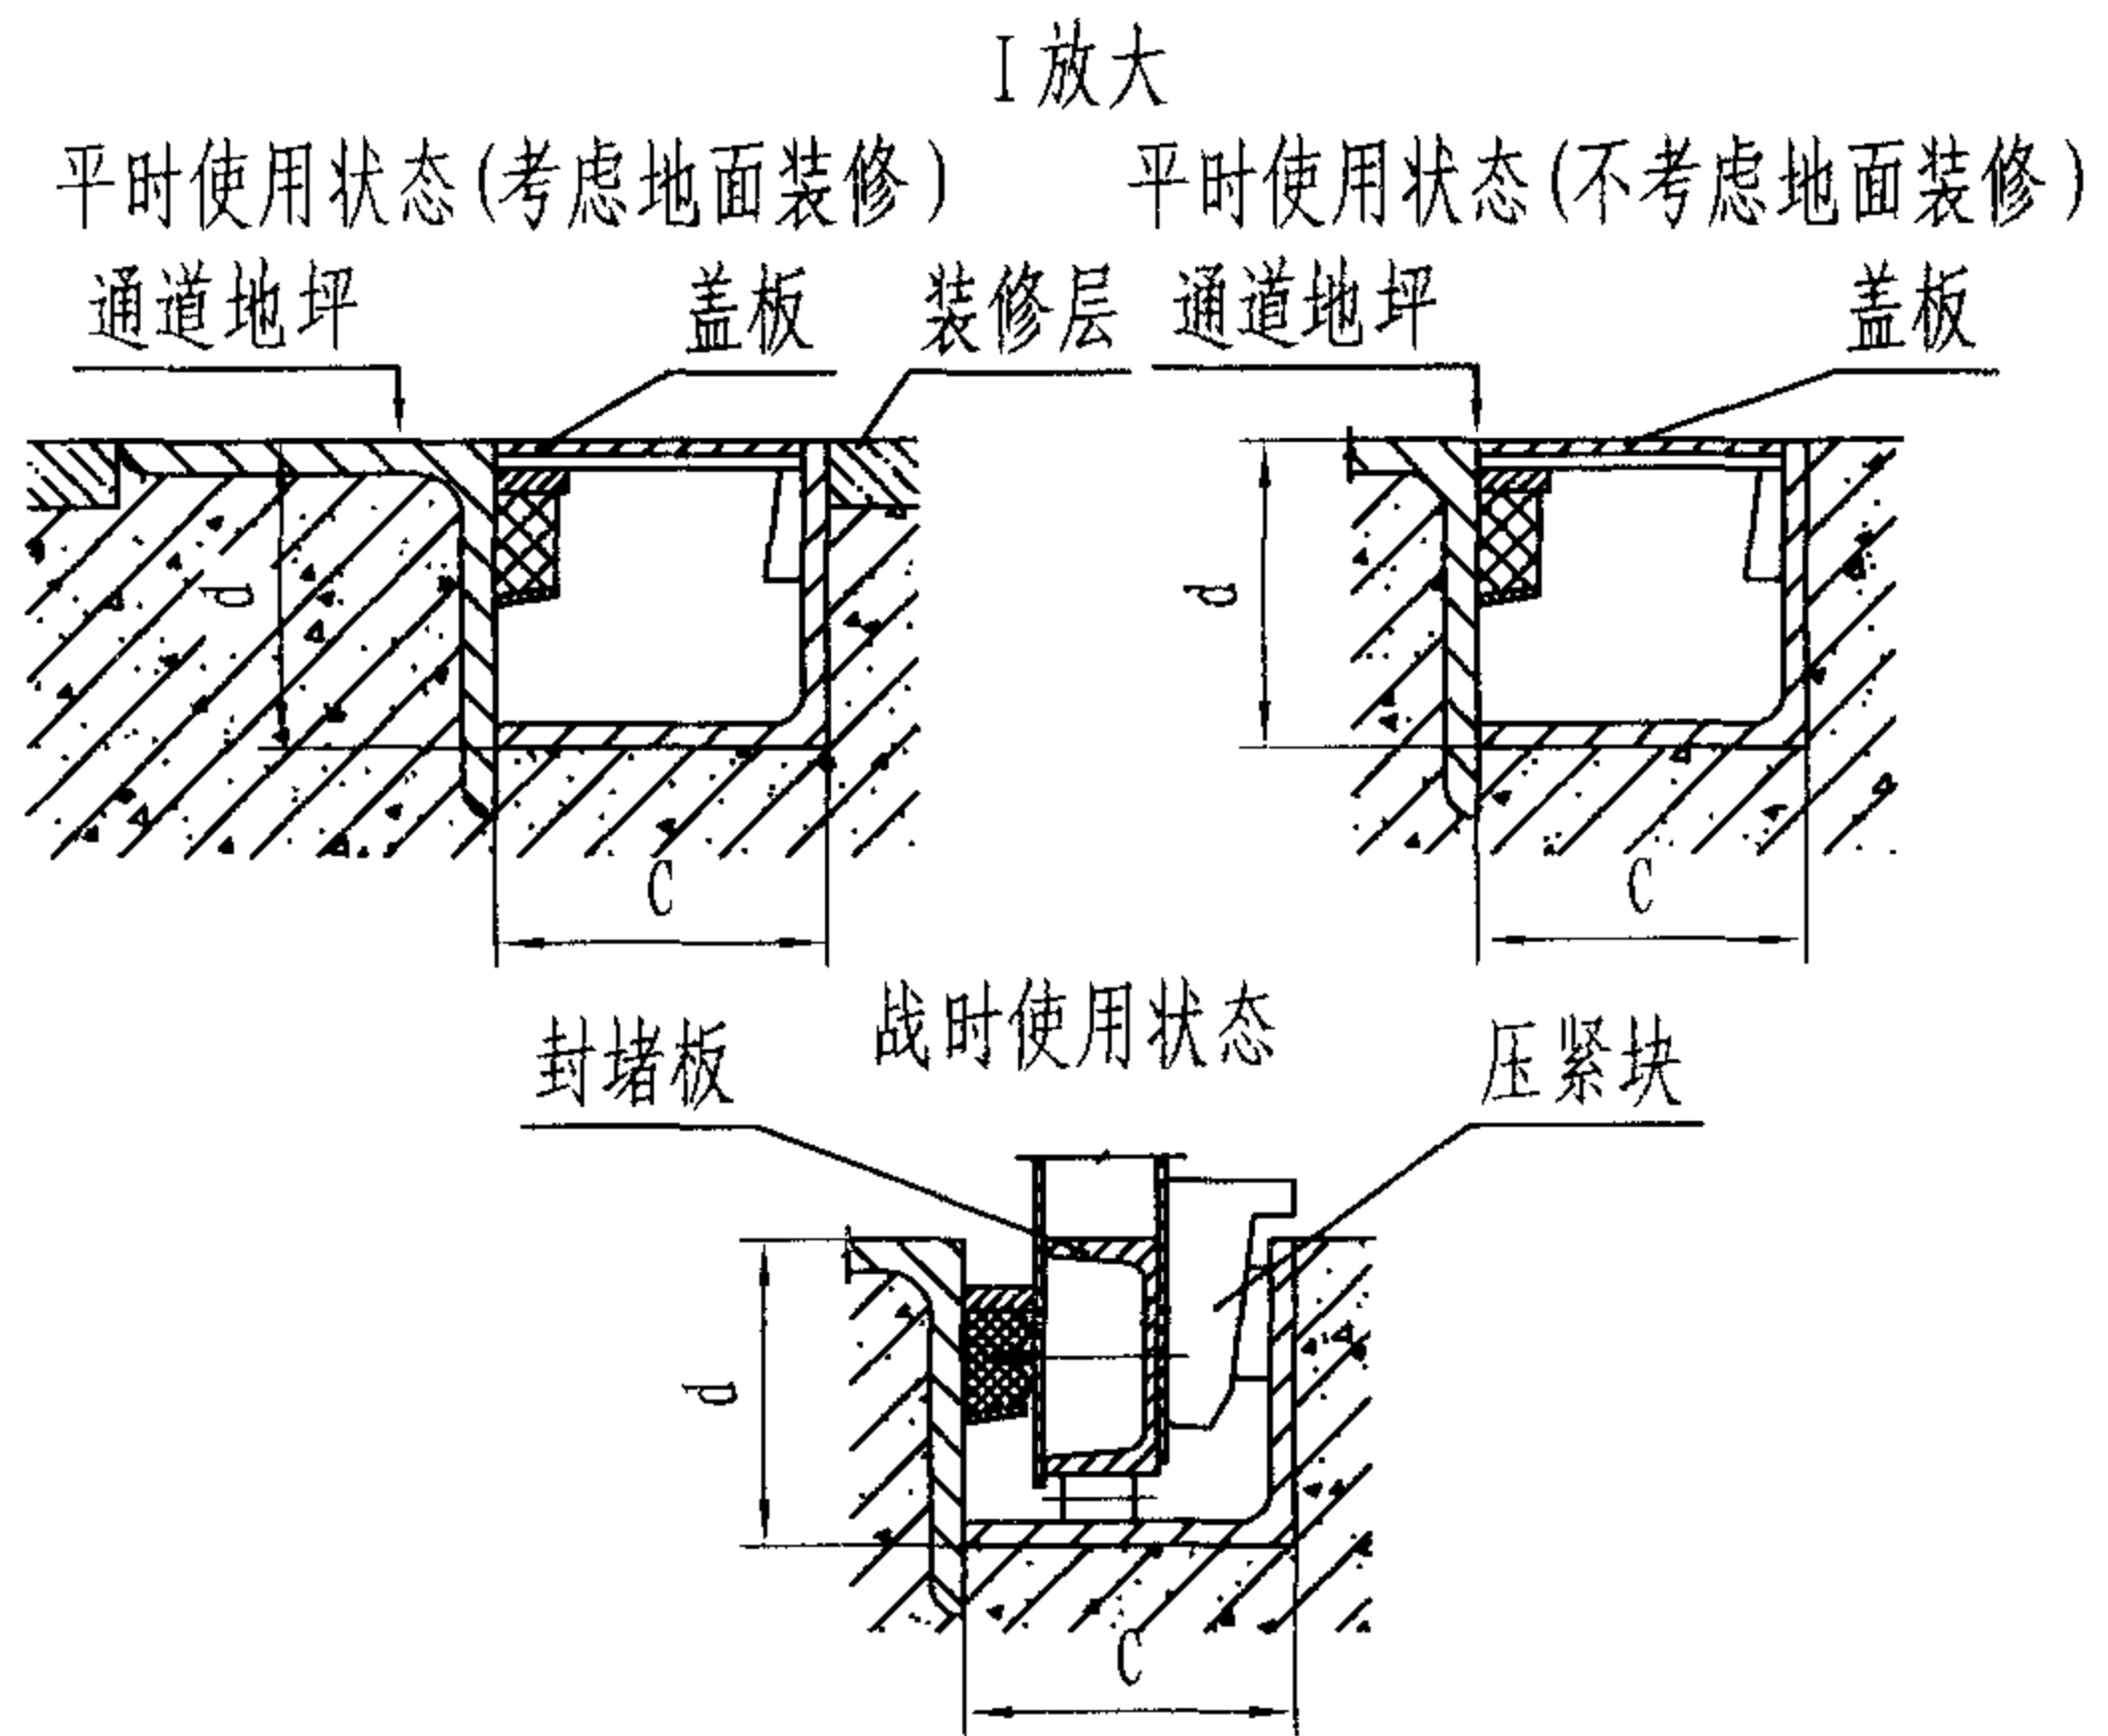 I 放大
平时使用状态(考虑地面装修)
平时使用状态(不考虑地面装修)
通道地坪
盖板
装修层
通道地坪
盖板
d
d
C
C
战时使用状态
封堵板
压紧块
d
C